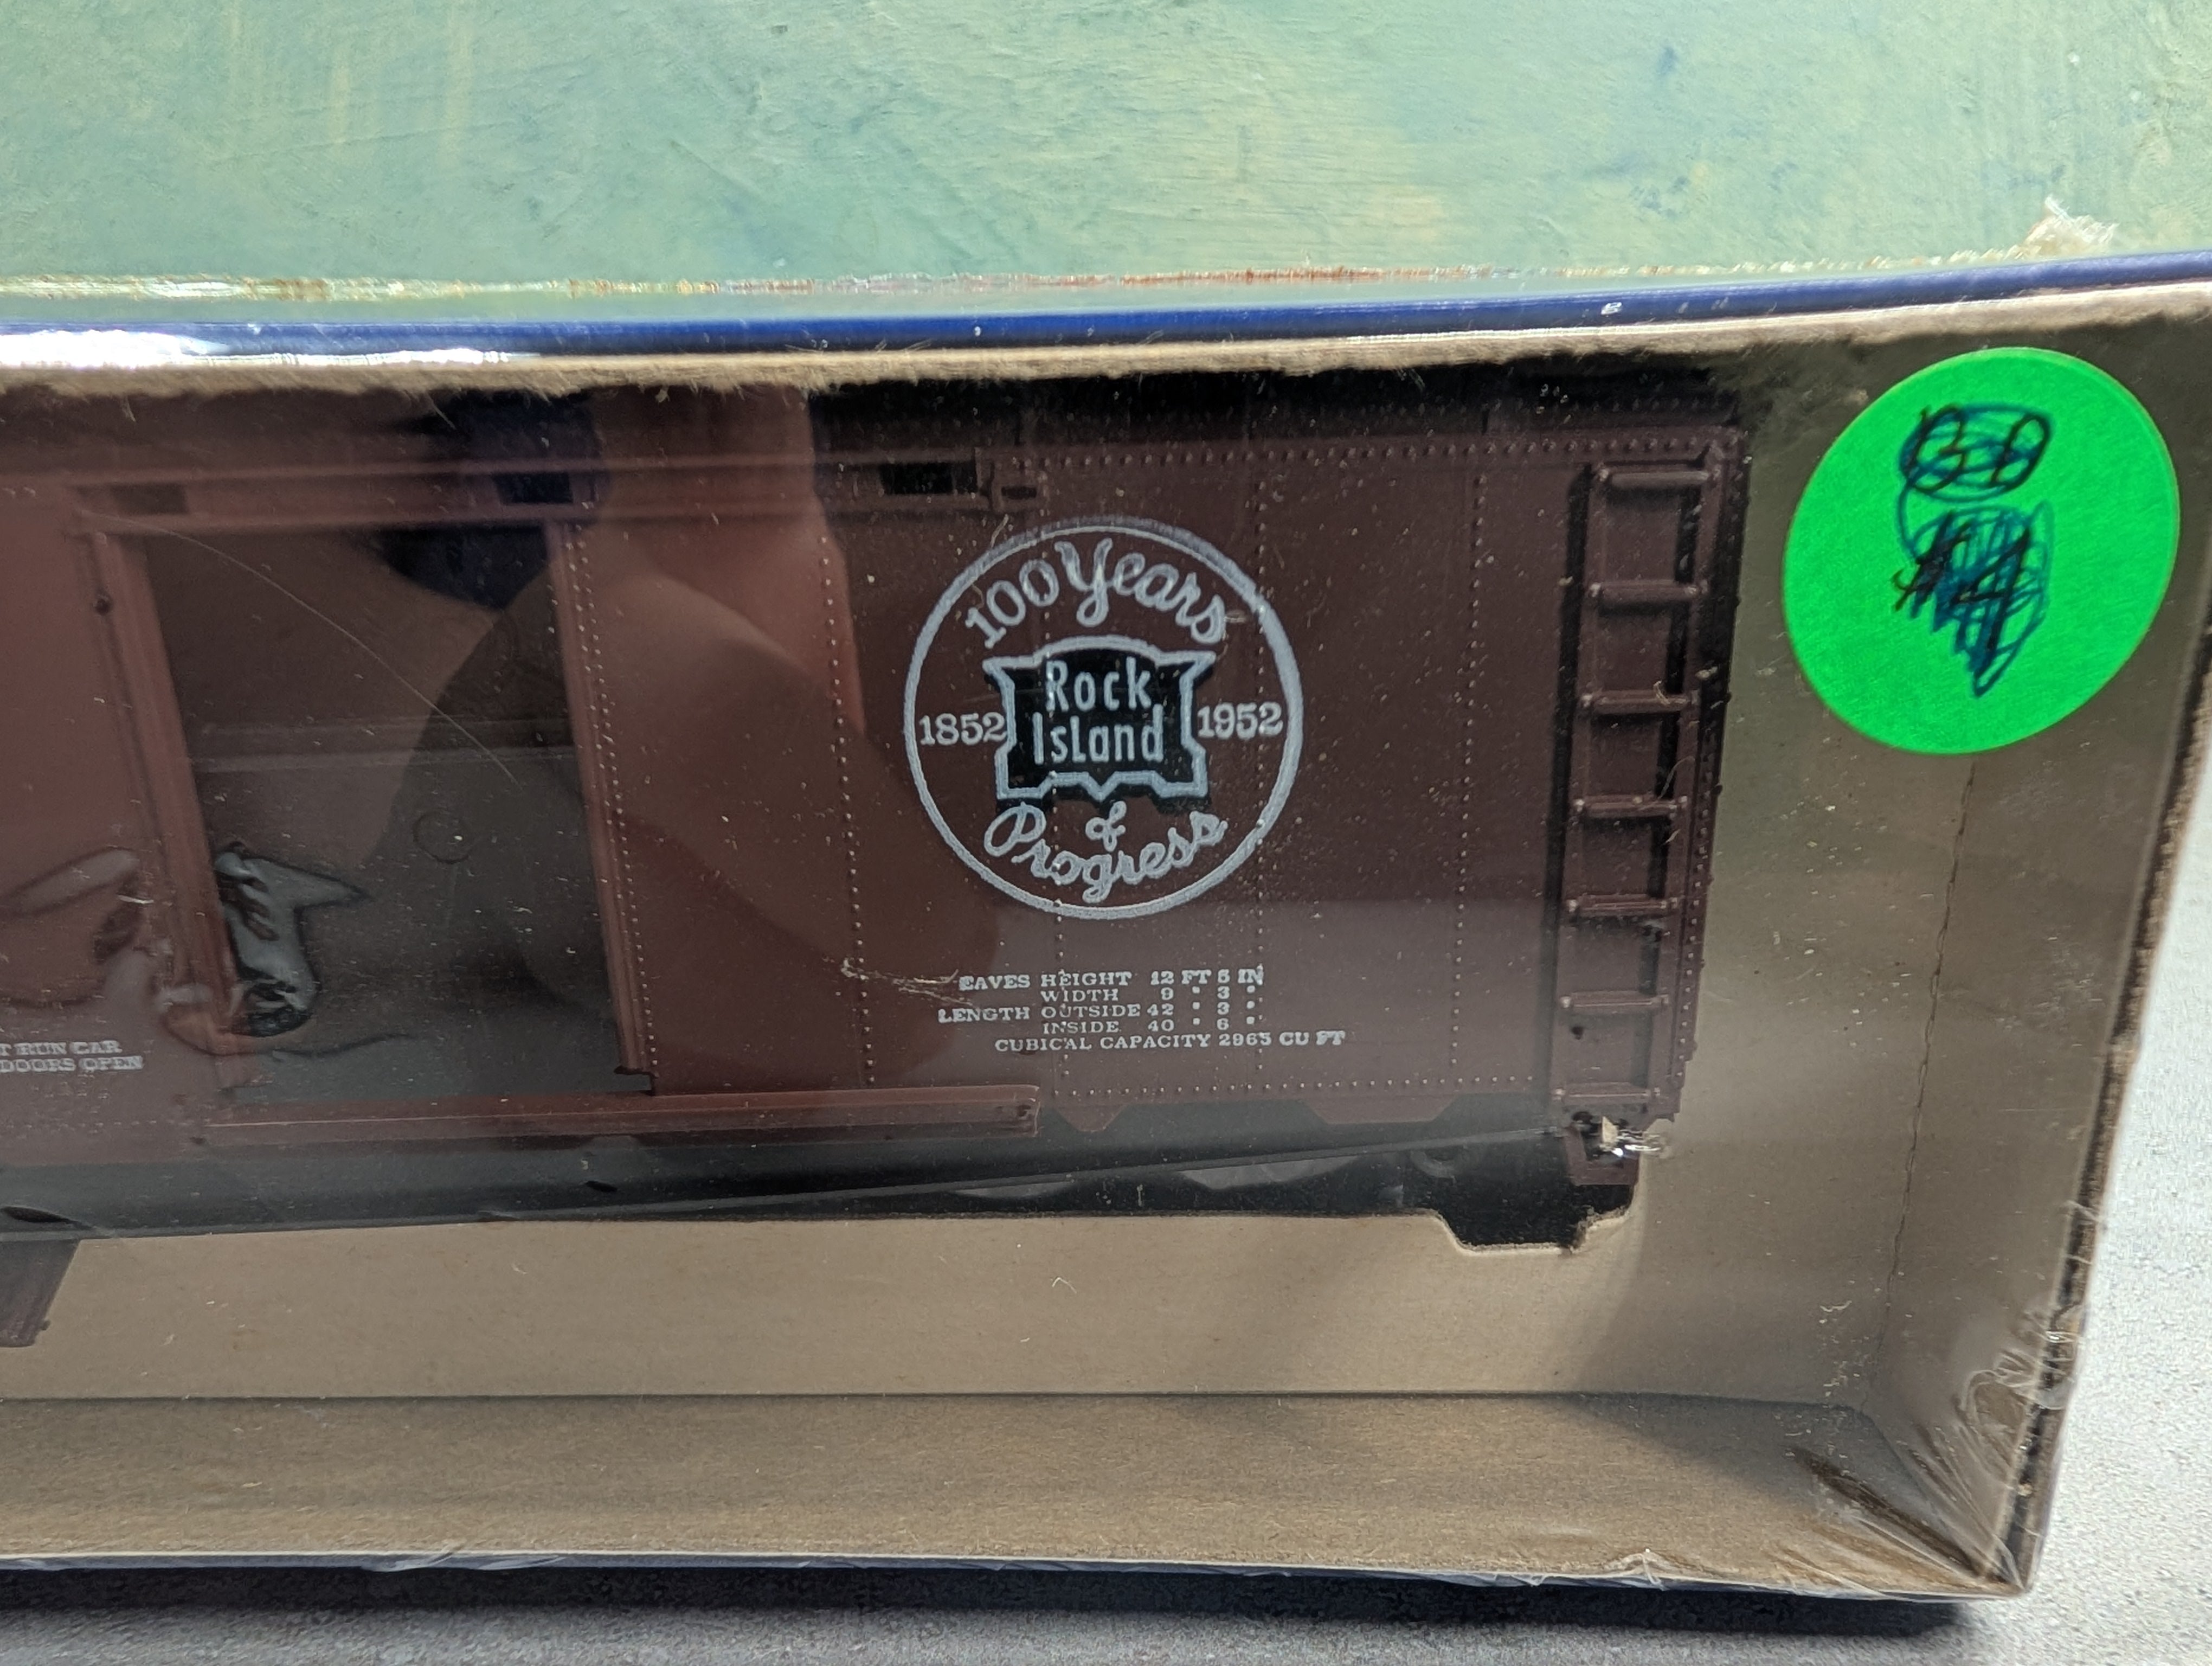 100 Years
Rock
Island
1852 1952
of
Progress
EAVES HEIGHT 12 FT 5 IN
WIDTH 9 " 3 "
LENGTH OUTSIDE 42 " 3 "
INSIDE 40 " 6 "
CUBICAL CAPACITY 2965 CU FT
T RUN CAR
DOORS OPEN